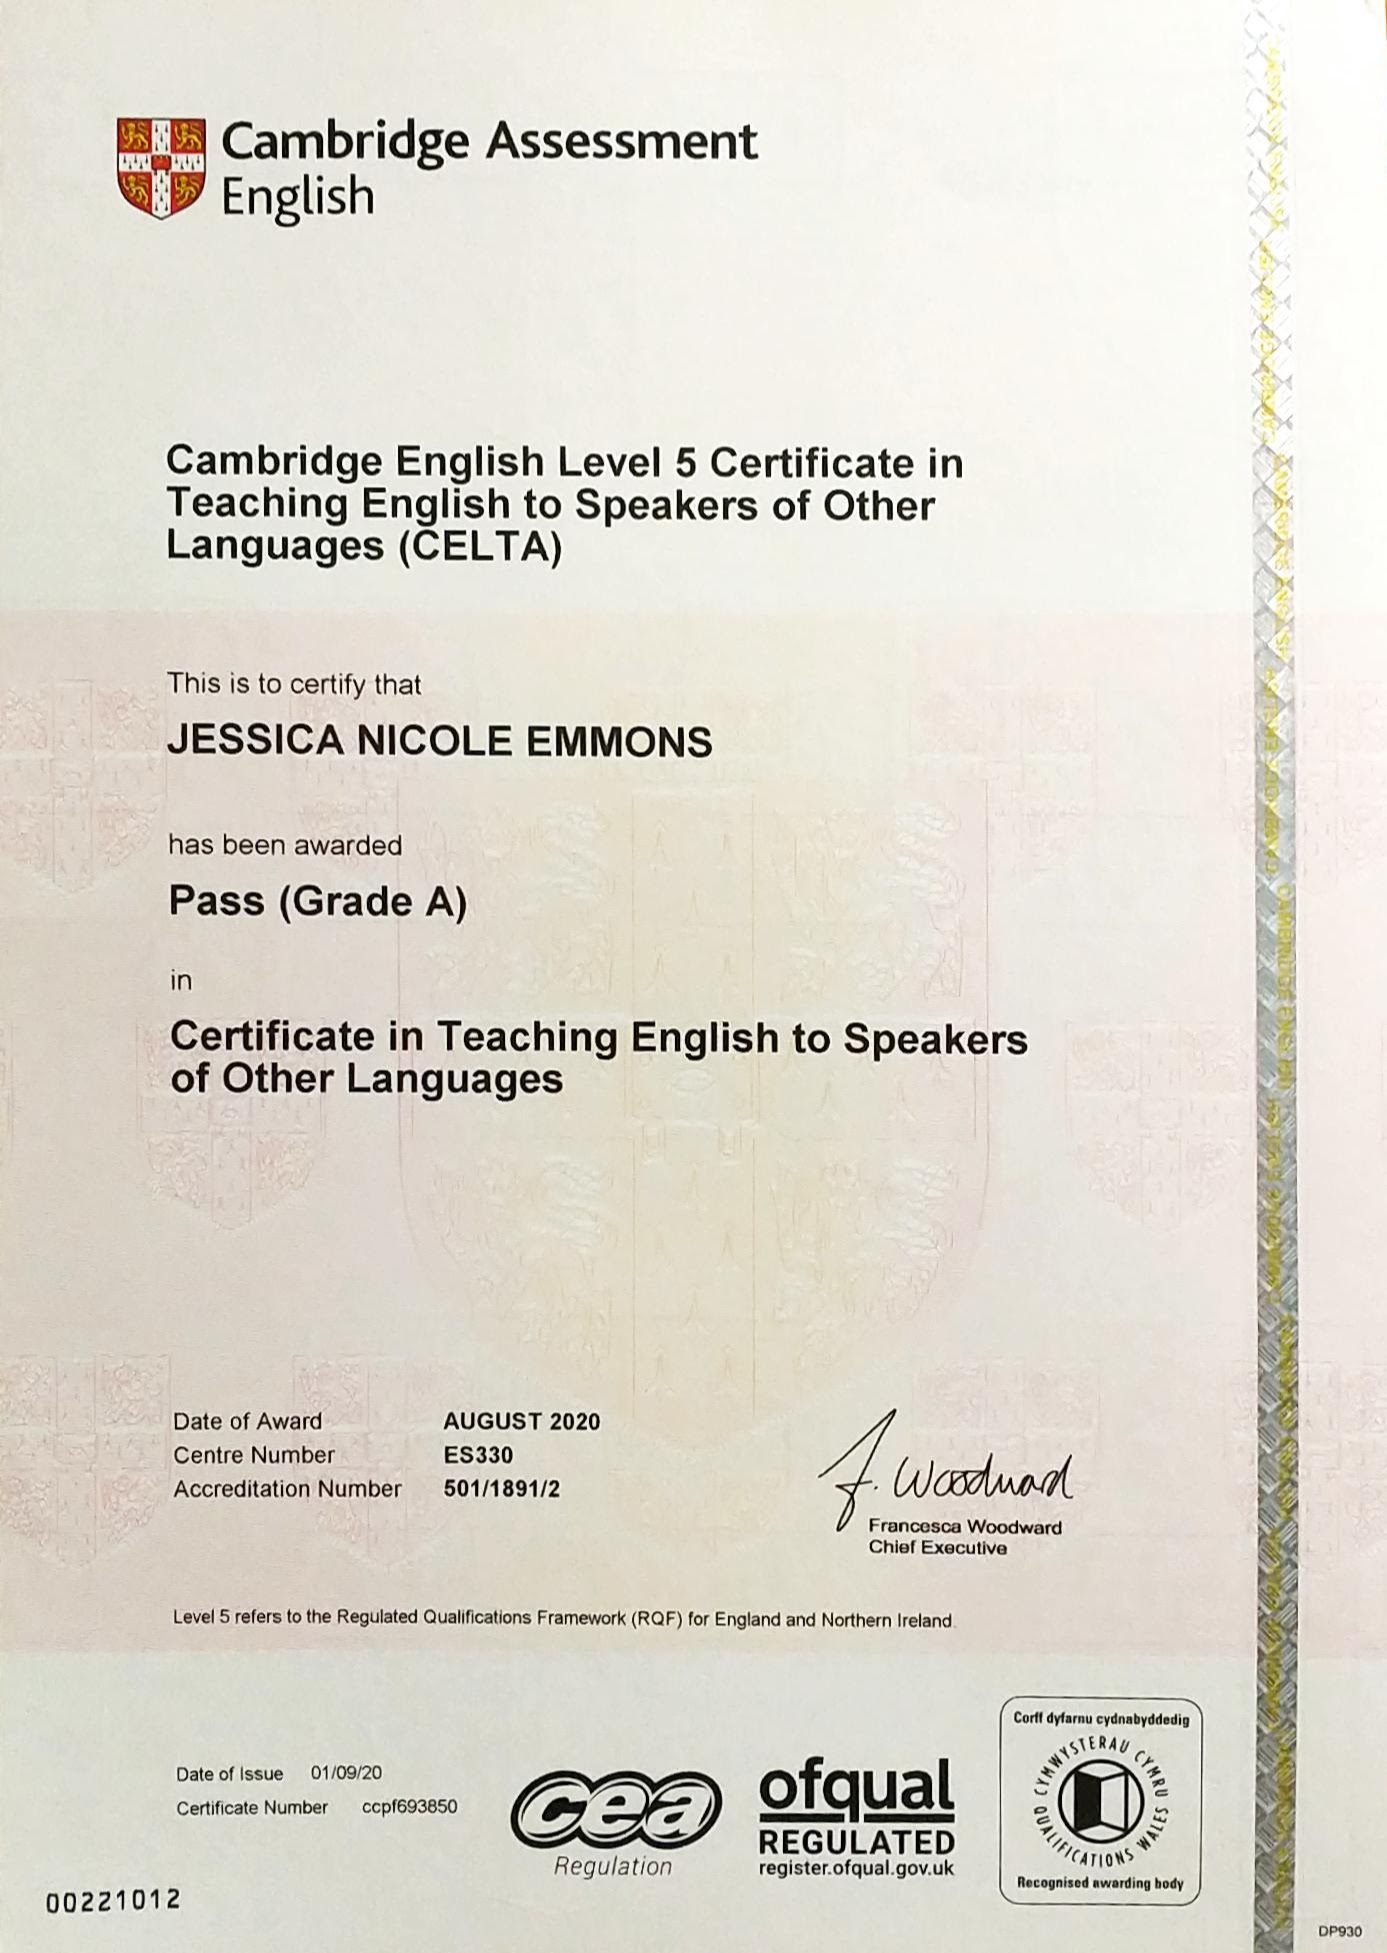 Cambridge Assessment
English
Cambridge English Level 5 Certificate in
Teaching English to Speakers of Other
Languages (CELTA)
This is to certify that
JESSICA NICOLE EMMONS
has been awarded
Pass (Grade A)
in
Certificate in Teaching English to Speakers
of Other Languages
Date of Award AUGUST 2020
Centre Number ES330
Accreditation Number 501/1891/2
J. Woodward
Francesca Woodward
Chief Executive
Level 5 refers to the Regulated Qualifications Framework (RQF) for England and Northern Ireland.
Date of Issue 01/09/20
Certificate Number ccpf693850
cea
Regulation
ofqual
REGULATED
register.ofqual.gov.uk
Corff dyfarnu cydnabyddedig
CYMWYSTERAU CYMRU
QUALIFICATIONS WALES
Recognised awarding body
00221012
DP930